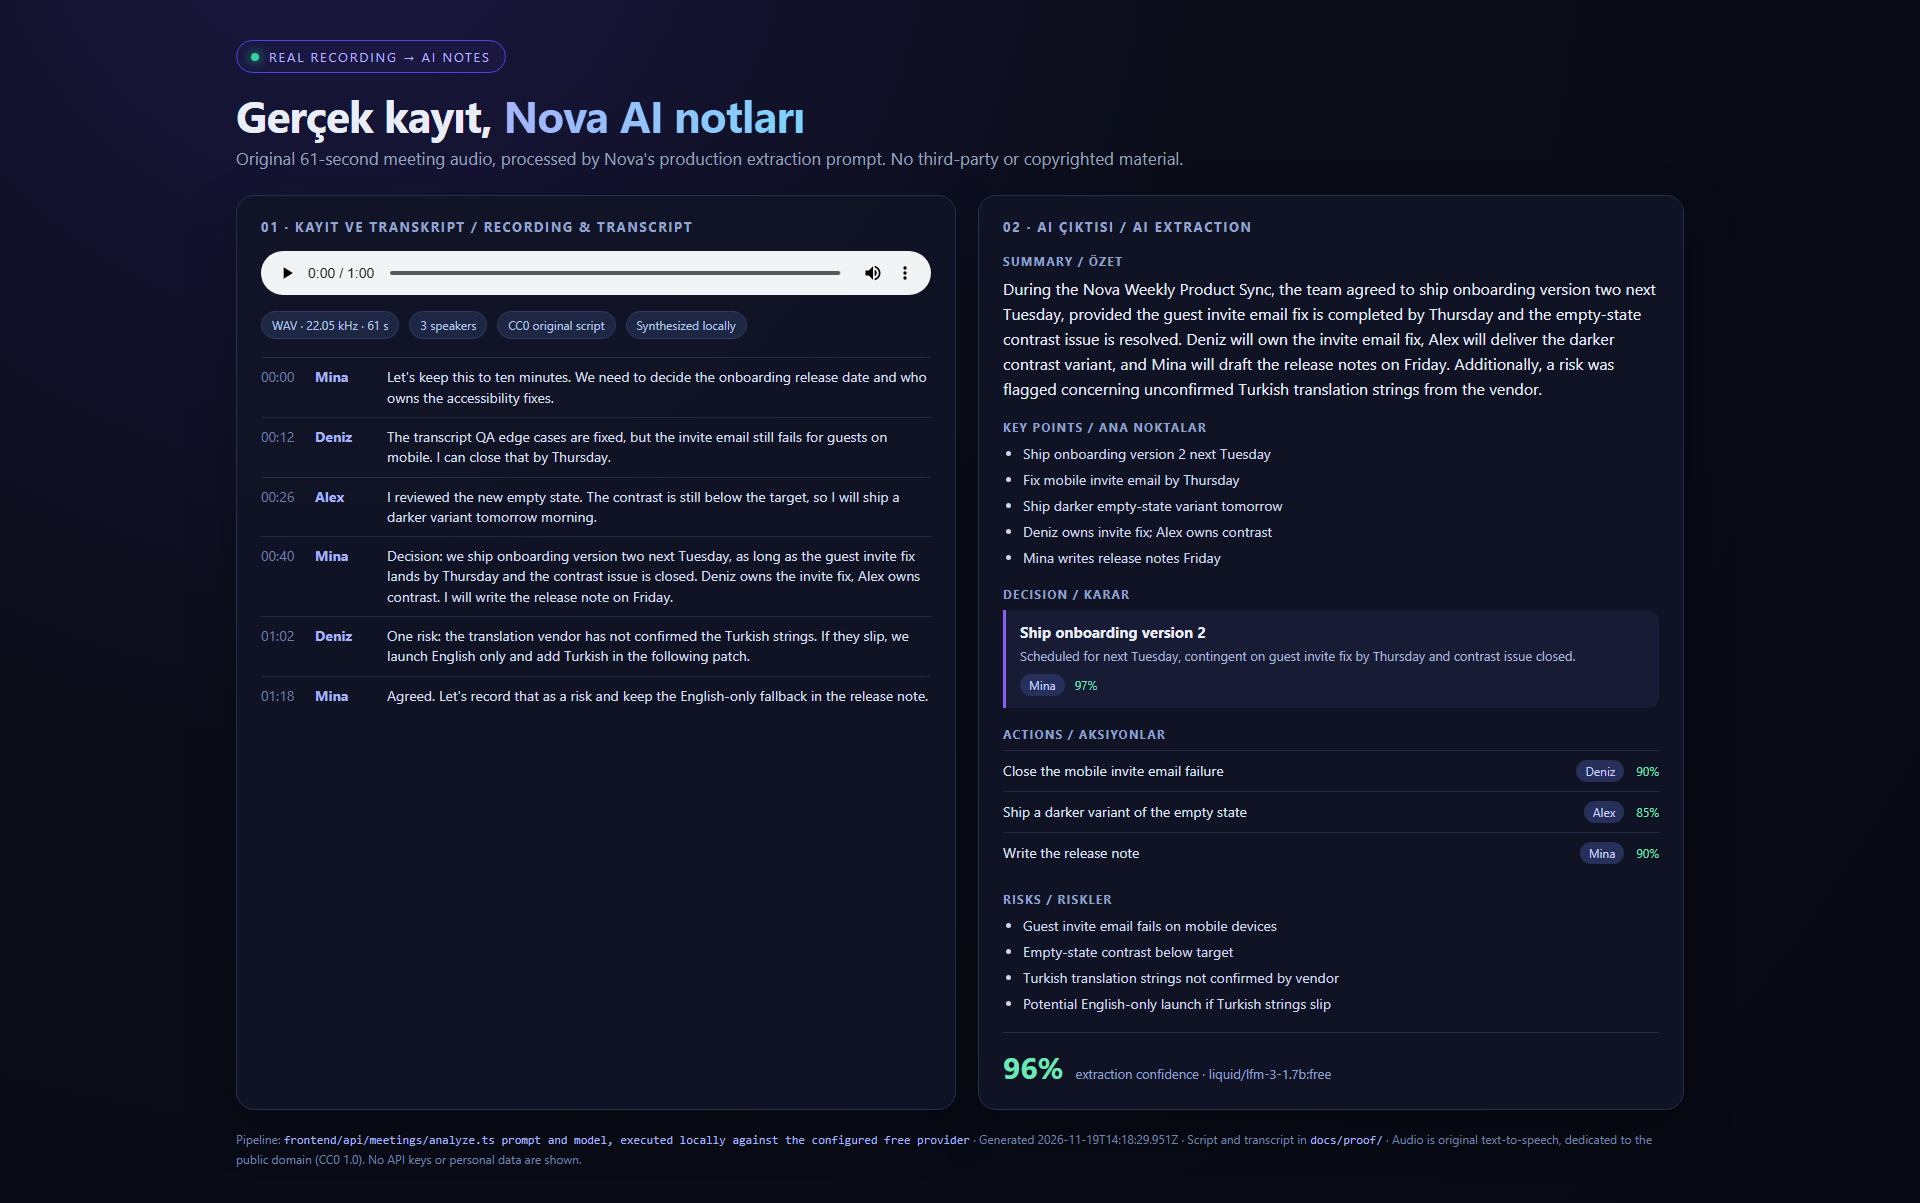 REAL RECORDING → AI NOTES
Gerçek kayıt, Nova AI notları
Original 61-second meeting audio, processed by Nova's production extraction prompt. No third-party or copyrighted material.
01 · KAYIT VE TRANSKRIPT / RECORDING & TRANSCRIPT
0:00 / 1:00
WAV · 22.05 kHz · 61 s
3 speakers
CC0 original script
Synthesized locally
00:00 Mina Let's keep this to ten minutes. We need to decide the onboarding release date and who
owns the accessibility fixes.
00:12 Deniz The transcript QA edge cases are fixed, but the invite email still fails for guests on
mobile. I can close that by Thursday.
00:26 Alex I reviewed the new empty state. The contrast is still below the target, so I will ship a
darker variant tomorrow morning.
00:40 Mina Decision: we ship onboarding version two next Tuesday, as long as the guest invite fix
lands by Thursday and the contrast issue is closed. Deniz owns the invite fix, Alex owns
contrast. I will write the release note on Friday.
01:02 Deniz One risk: the translation vendor has not confirmed the Turkish strings. If they slip, we
launch English only and add Turkish in the following patch.
01:18 Mina Agreed. Let's record that as a risk and keep the English-only fallback in the release note.
02 · AI ÇIKTISI / AI EXTRACTION
SUMMARY / ÖZET
During the Nova Weekly Product Sync, the team agreed to ship onboarding version two next
Tuesday, provided the guest invite email fix is completed by Thursday and the empty-state
contrast issue is resolved. Deniz will own the invite email fix, Alex will deliver the darker
contrast variant, and Mina will draft the release notes on Friday. Additionally, a risk was
flagged concerning unconfirmed Turkish translation strings from the vendor.
KEY POINTS / ANA NOKTALAR
Ship onboarding version 2 next Tuesday
Fix mobile invite email by Thursday
Ship darker empty-state variant tomorrow
Deniz owns invite fix; Alex owns contrast
Mina writes release notes Friday
DECISION / KARAR
Ship onboarding version 2
Scheduled for next Tuesday, contingent on guest invite fix by Thursday and contrast issue closed.
Mina 97%
ACTIONS / AKSIYONLAR
Close the mobile invite email failure Deniz 90%
Ship a darker variant of the empty state Alex 85%
Write the release note Mina 90%
RISKS / RISKLER
Guest invite email fails on mobile devices
Empty-state contrast below target
Turkish translation strings not confirmed by vendor
Potential English-only launch if Turkish strings slip
96% extraction confidence · liquid/lfm-3-1.7b:free
Pipeline: frontend/api/meetings/analyze.ts prompt and model, executed locally against the configured free provider · Generated 2026-11-19T14:18:29.951Z · Script and transcript in docs/proof/ · Audio is original text-to-speech, dedicated to the
public domain (CC0 1.0). No API keys or personal data are shown.